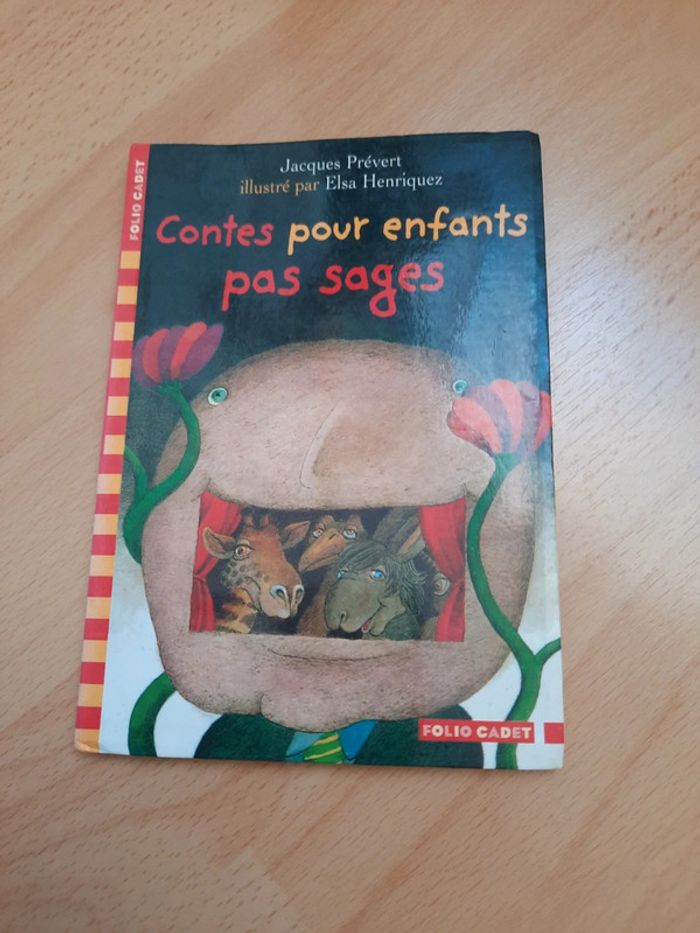 Jacques Prévert
illustré par Elsa Henriquez
Contes pour enfants
pas sages
FOLIO CADET
FOLIO CADET